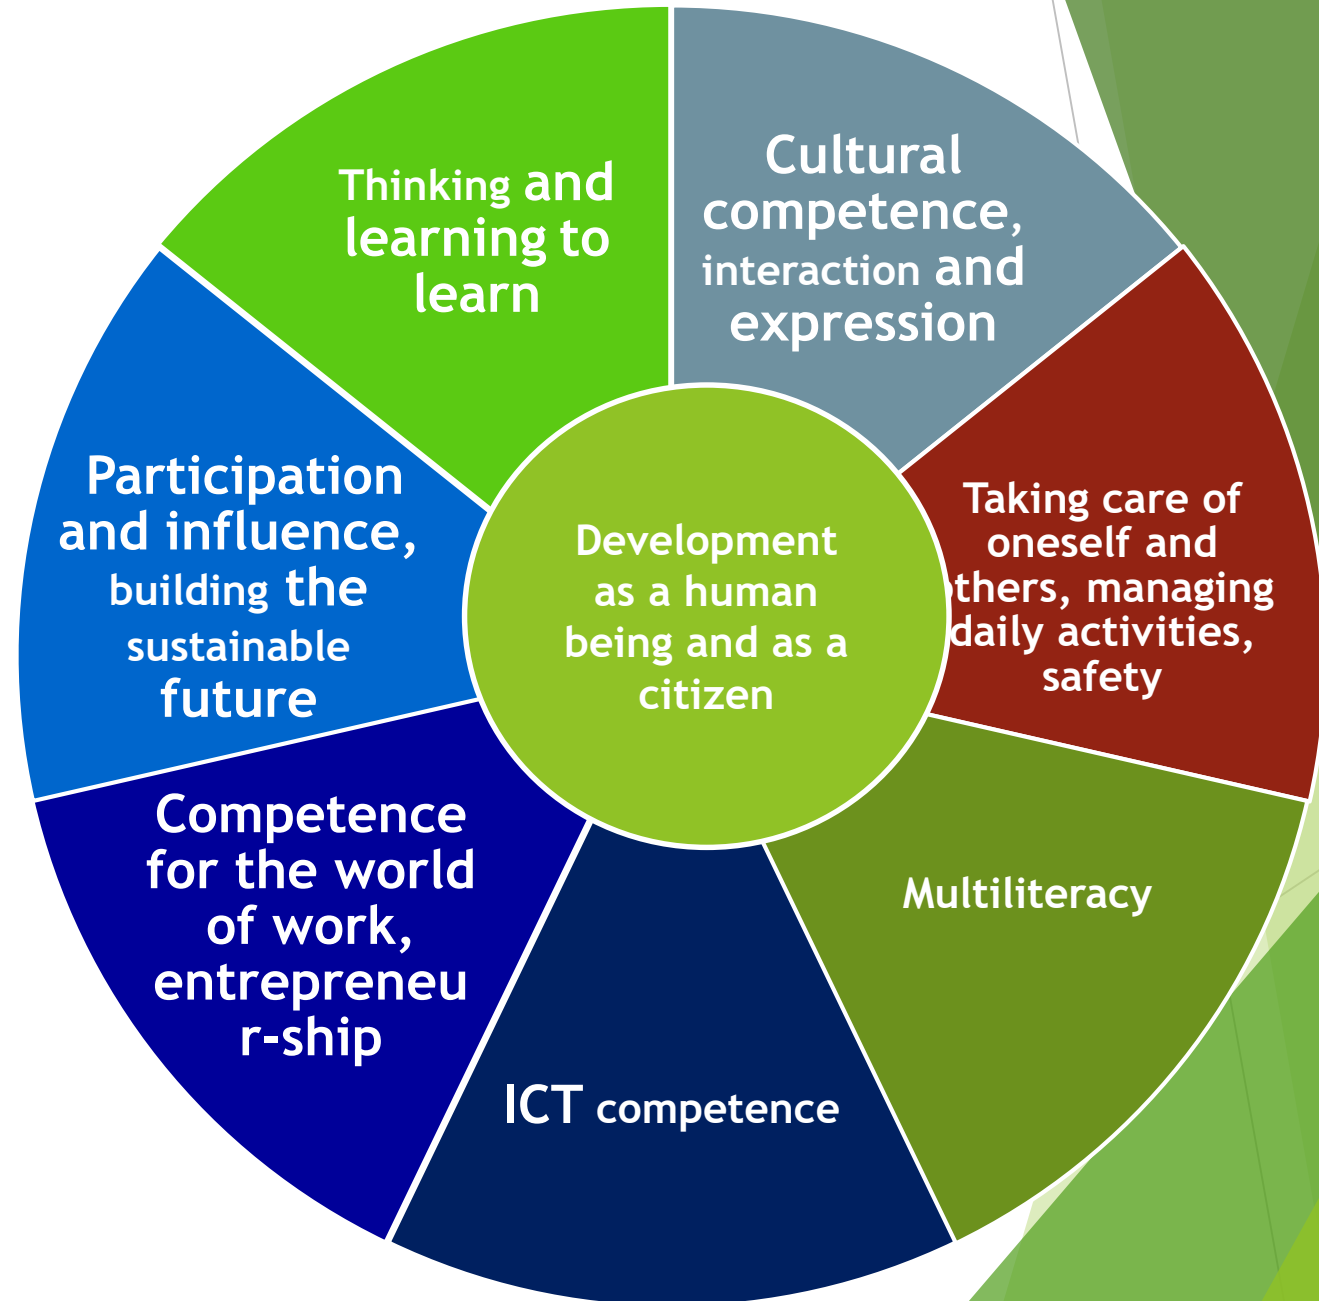 Thinking and
learning to
learn
Cultural
competence,
interaction and
expression
Taking care of
oneself and
thers, managing
daily activities,
safety
Multiliteracy
ICT competence
Competence
for the world
of work,
entrepreneu
r-ship
Participation
and influence,
building the
sustainable
future
Development
as a human
being and as a
citizen